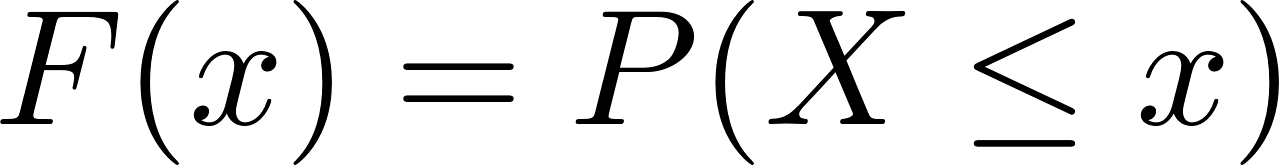 F(x) = P(X ≤ x)